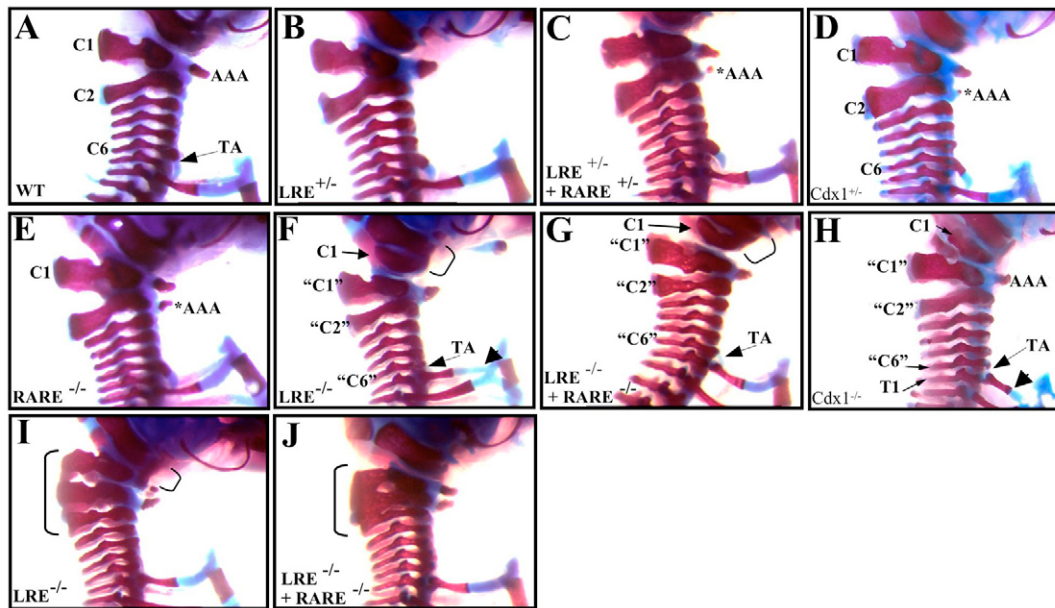 A
C1
AAA
C2
C6
TA
WT
B
LRE +/-
C
*AAA
LRE +/-
+ RARE +/-
D
C1
*AAA
C2
C6
Cdx1+/-
E
C1
*AAA
RARE -/-
F
C1
“C1”
“C2”
TA
“C6”
LRE -/-
G
C1
“C1”
“C2”
“C6”
TA
LRE -/-
+ RARE -/-
H
C1
“C1”
AAA
“C2”
TA
“C6”
T1
Cdx1-/-
I
LRE -/-
J
LRE -/-
+ RARE -/-